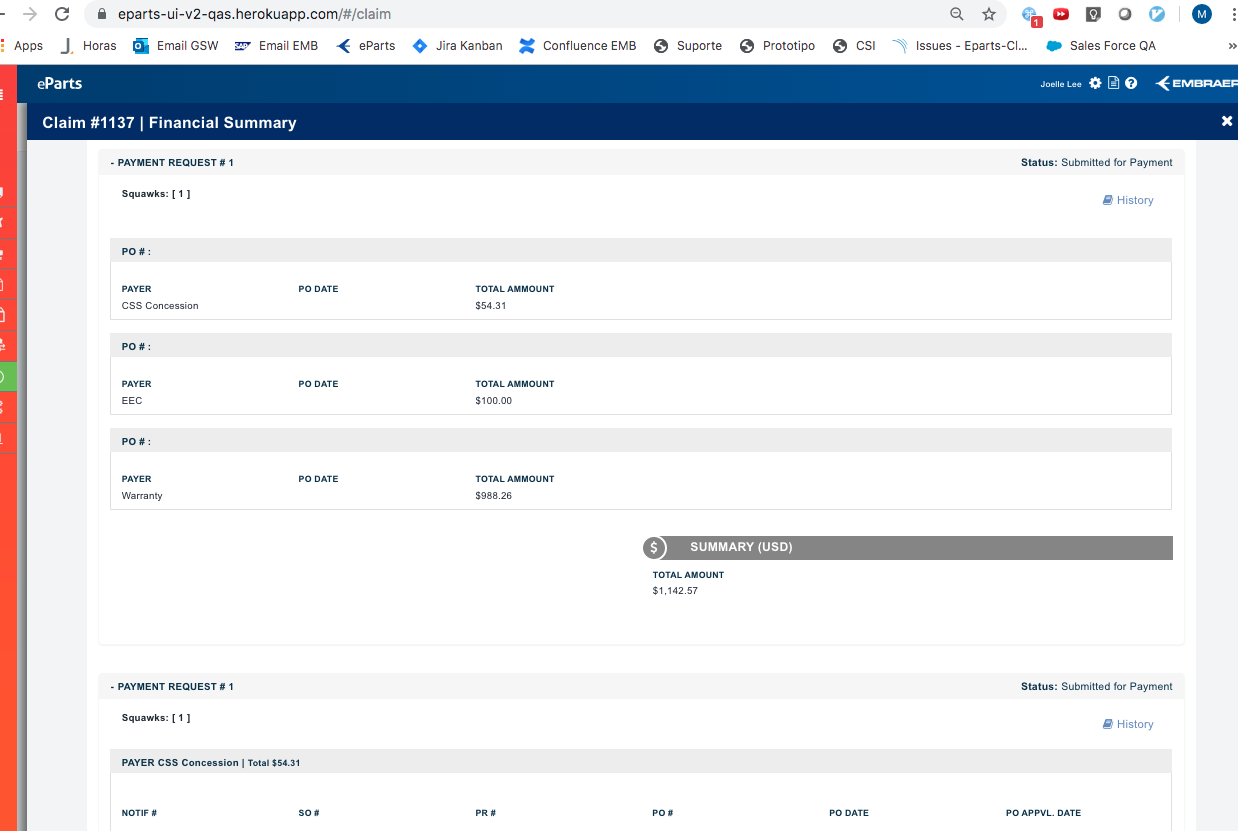 eparts-ui-v2-qas.herokuapp.com/#/claim
1
M
Apps Horas Email GSW Email EMB eParts Jira Kanban Confluence EMB Suporte Prototipo CSI Issues - Eparts-Cl... Sales Force QA »
eParts
Joelle Lee
EMBRAER
Claim #1137 | Financial Summary
- PAYMENT REQUEST # 1 Status: Submitted for Payment
Squawks: [ 1 ]
History
PO # :
PAYER PO DATE TOTAL AMMOUNT
CSS Concession $54.31
PO # :
PAYER PO DATE TOTAL AMMOUNT
EEC $100.00
PO # :
PAYER PO DATE TOTAL AMMOUNT
Warranty $988.26
$ SUMMARY (USD)
TOTAL AMOUNT
$1,142.57
- PAYMENT REQUEST # 1 Status: Submitted for Payment
Squawks: [ 1 ]
History
PAYER CSS Concession | Total $54.31
NOTIF # SO # PR # PO # PO DATE PO APPVL. DATE